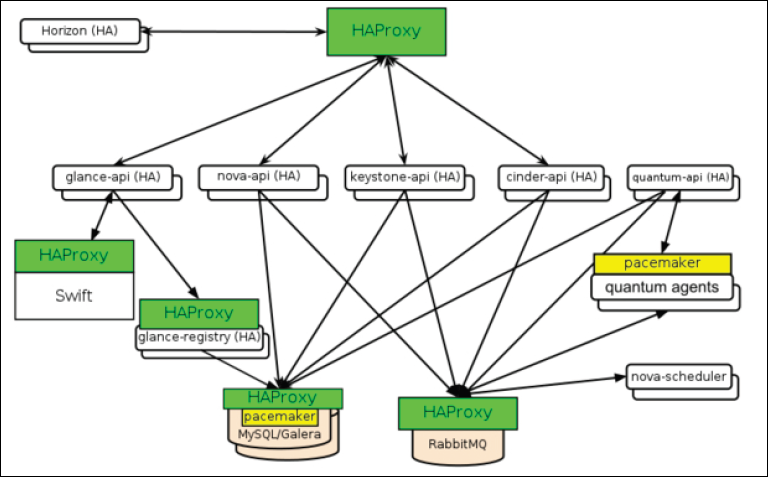 Horizon (HA)
HAProxy
glance-api (HA)
nova-api (HA)
keystone-api (HA)
cinder-api (HA)
quantum-api (HA)
HAProxy
Swift
pacemaker
quantum agents
HAProxy
glance-registry (HA)
nova-scheduler
HAProxy
pacemaker
MySQL/Galera
HAProxy
RabbitMQ